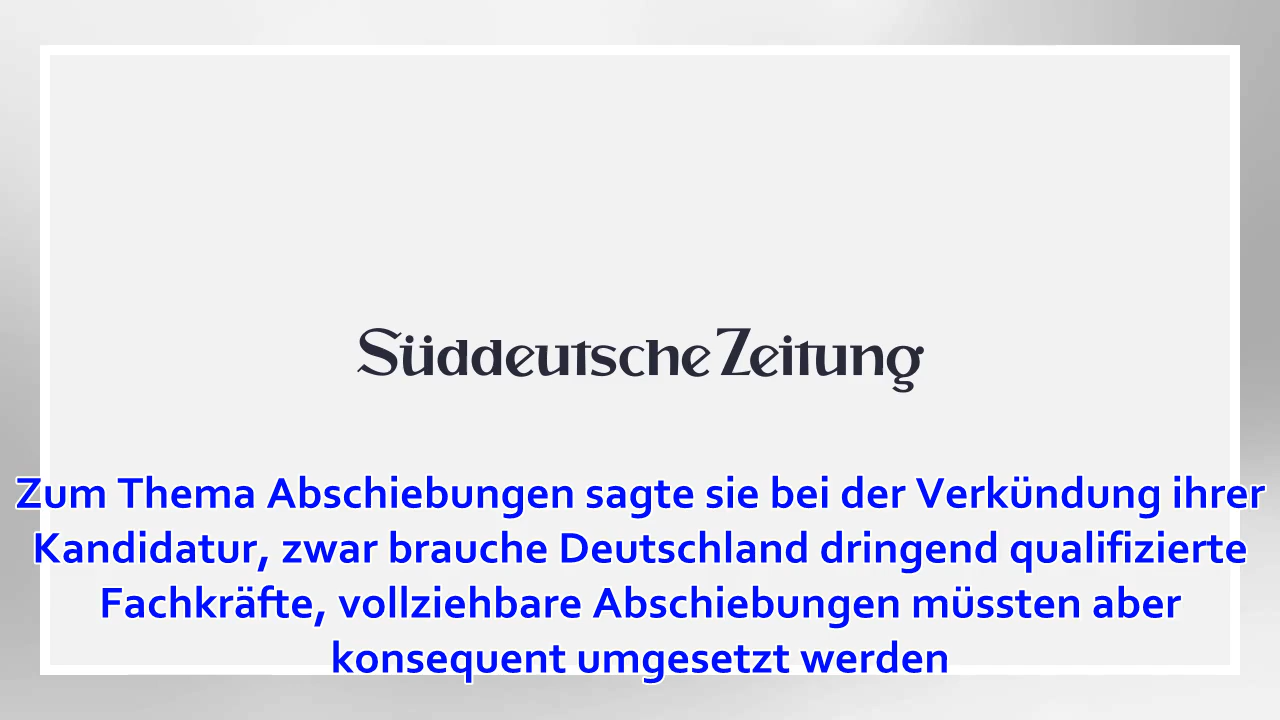 Süddeutsche Zeitung
Zum Thema Abschiebungen sagte sie bei der Verkündung ihrer
Kandidatur, zwar brauche Deutschland dringend qualifizierte
Fachkräfte, vollziehbare Abschiebungen müssten aber
konsequent umgesetzt werden